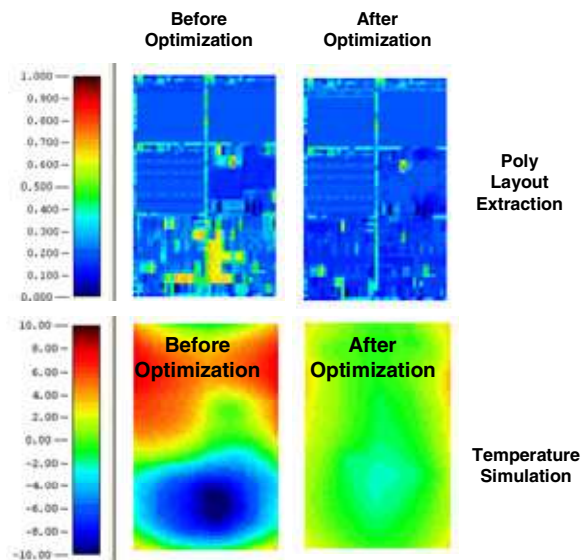 Before
Optimization
After
Optimization
1.000
0.900
0.800
0.700
0.600
0.500
0.400
0.300
0.200
0.100
0.000
Poly
Layout
Extraction
10.00
8.00
6.00
4.00
2.00
0.00
-2.00
-4.00
-6.00
-8.00
-10.00
Before
Optimization
After
Optimization
Temperature
Simulation